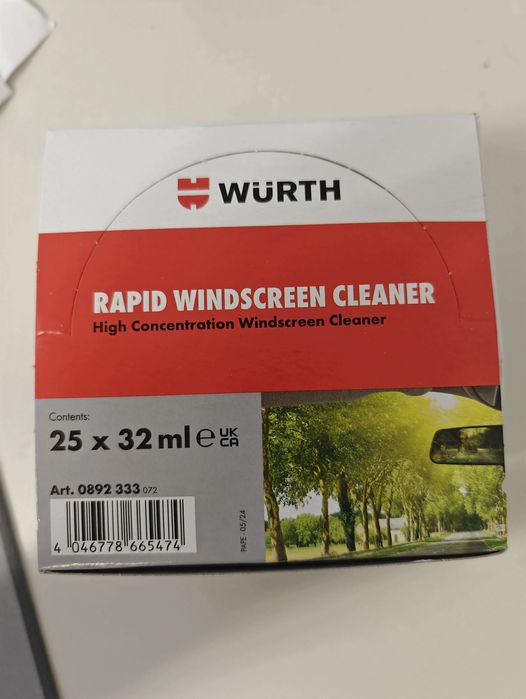 WÜRTH
RAPID WINDSCREEN CLEANER
High Concentration Windscreen Cleaner
Contents:
25 x 32 ml ℮ UK
CA
Art. 0892 333 072
4 046778 665474
PAPE - 05/24